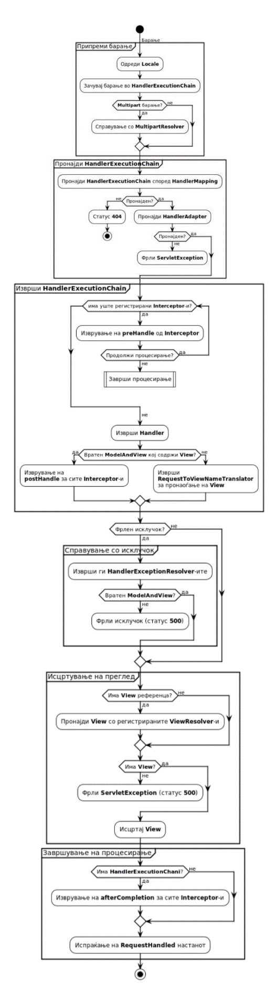 Барање
Припреми барање
Одреди Locale
Зачувај барање во HandlerExecutionChain
Multipart барање?
не
да
Справување со MultipartResolver
Пронајди HandlerExecutionChain
Пронајди HandlerExecutionChain според HandlerMapping
не
Пронајден?
да
Статус 404
Пронајди HandlerAdapter
Пронајден?
да
не
Фрли ServletException
Изврши HandlerExecutionChain
има уште регистрирани Interceptor-и?
да
Изврување на preHandle од Interceptor
Продолжи процесирање?
да
не
Заврши процесирање
не
Изврши Handler
да
Вратен ModelAndView кој содржи View?
не
Изврување на
postHandle за сите Interceptor-и
Изврши
RequestToViewNameTranslator
за пронаоѓање на View
Фрлен исклучок?
не
да
Справување со исклучок
Изврши ги HandlerExceptionResolver-ите
Вратен ModelAndView?
да
не
Фрли исклучок (статус 500)
Исцртување на преглед
Има View референца?
не
да
Пронајди View со регистрираните ViewResolver-и
Има View?
да
не
Фрли ServletException (статус 500)
Исцртај View
Завршување на процесирање
Има HandlerExecutionChani?
не
да
Изврување на afterCompletion за сите Interceptor-и
Испраќање на RequestHandled настанот